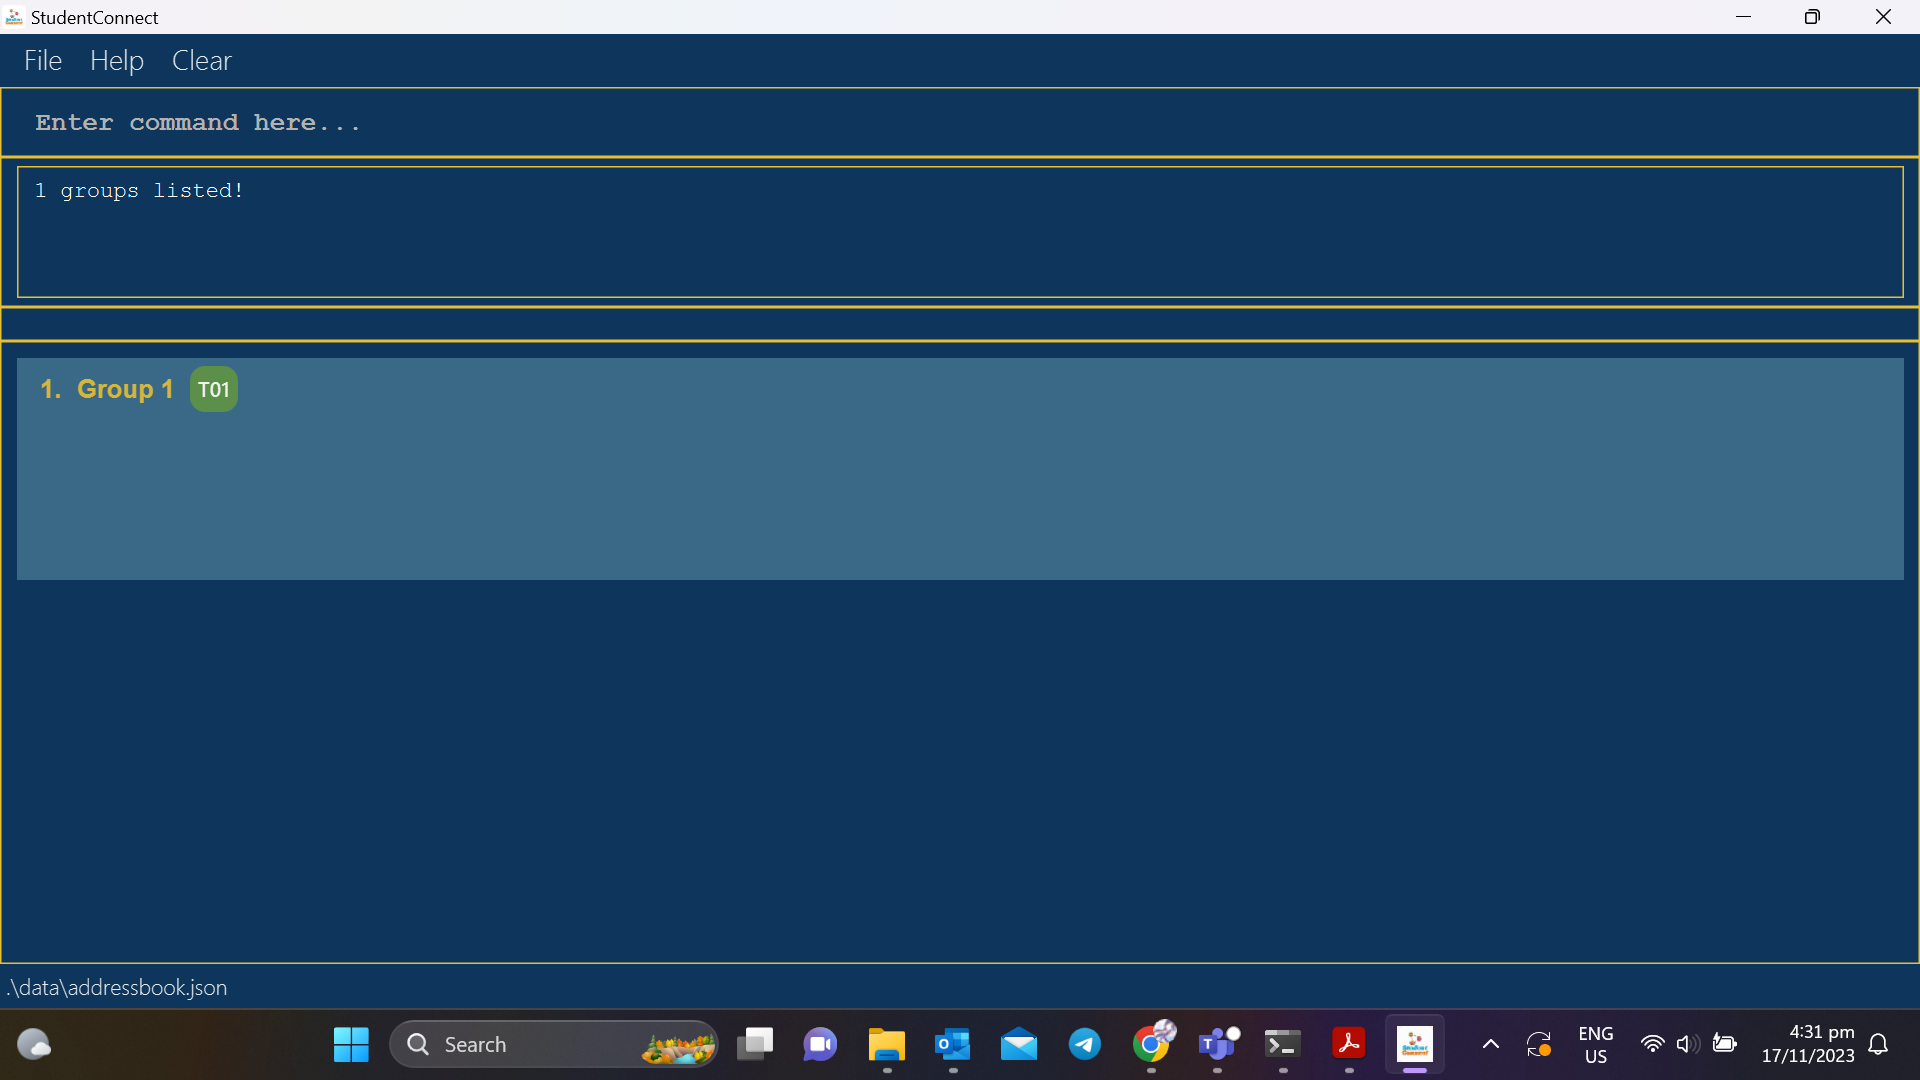 StudentConnect
File Help Clear
Enter command here...
1 groups listed!
1. Group 1 T01
.\data\addressbook.json
Search
ENG
US
4:31 pm
17/11/2023